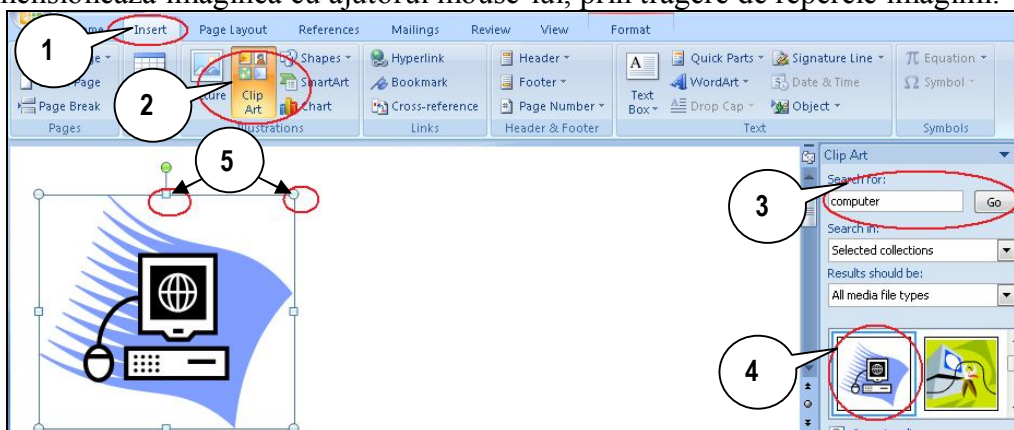 imaginea cu ajutorul mouse-lui, prin tragere de reperele imaginii.
1
Insert Page Layout References Mailings Review View Format
2
Shapes Hyperlink Header Quick Parts Signature Line Equation
Page Clip Art SmartArt Bookmark Footer Text Box WordArt Date & Time Symbol
Page Break Chart Cross-reference Page Number Drop Cap Object
Pages Links Header & Footer Text Symbols
5
Clip Art
Search for:
3
computer Go
Search in:
Selected collections
Results should be:
All media file types
4